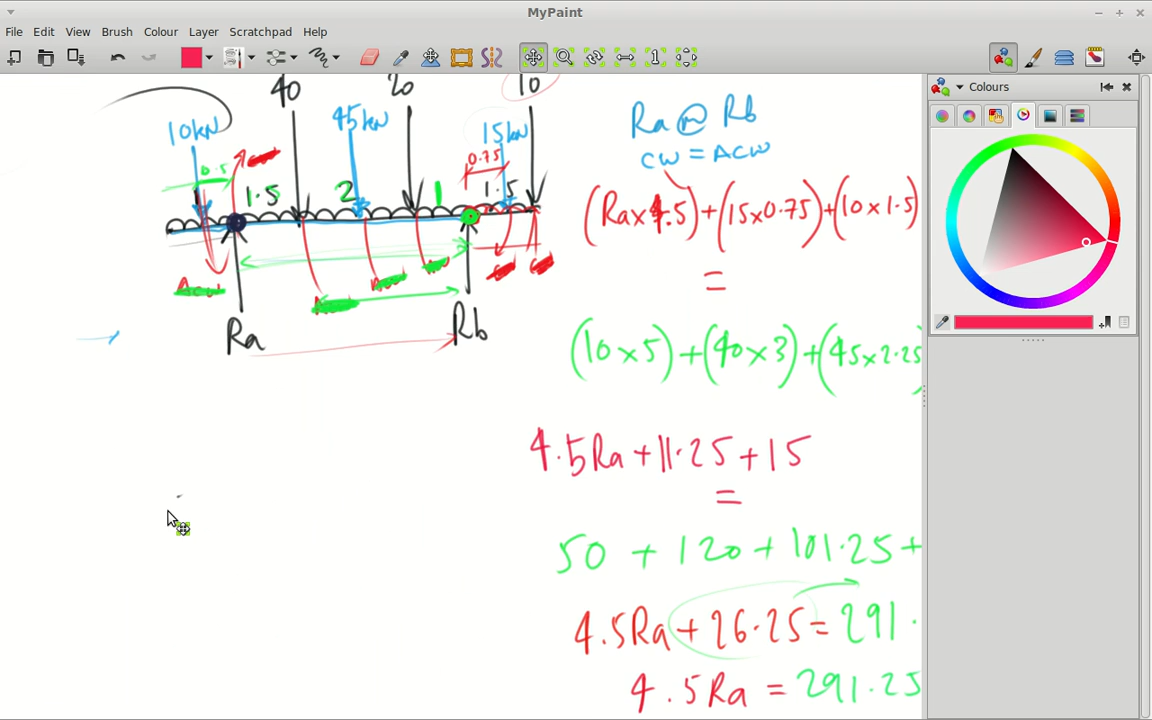 MyPaint
File Edit View Brush Colour Layer Scratchpad Help
Colours
40 20 10
10kN 45kN 15kN
0.5 0.75
1.5 2 1 1.5
Ra Rb
Ra @ Rb
CW = ACW
(Rax4.5)+(15x0.75)+(10x1.5)
=
(10x5)+(40x3)+(45x2.25
4.5Ra+11.25+15
=
50 + 120 + 101.25 +
4.5Ra + 26.25 = 291.
4.5Ra = 291.25